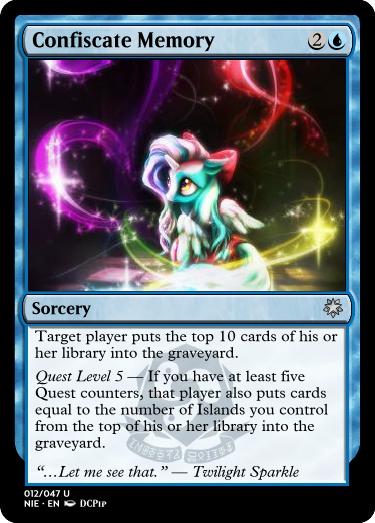 Confiscate Memory 2
Sorcery
Target player puts the top 10 cards of his or
her library into the graveyard.
Quest Level 5 — If you have at least five
Quest counters, that player also puts cards
equal to the number of Islands you control
from the top of his or her library into the
graveyard.
“...Let me see that.” — Twilight Sparkle
012/047 U
NIE • EN DCPIP